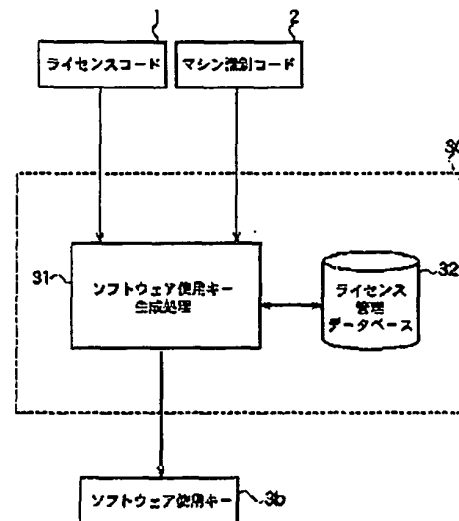 1
2
ライセンスコード
マシン識別コード
31
ソフトウェア使用キー
生成処理
32
ライセンス
管理
データベース
ソフトウェア使用キー
3b